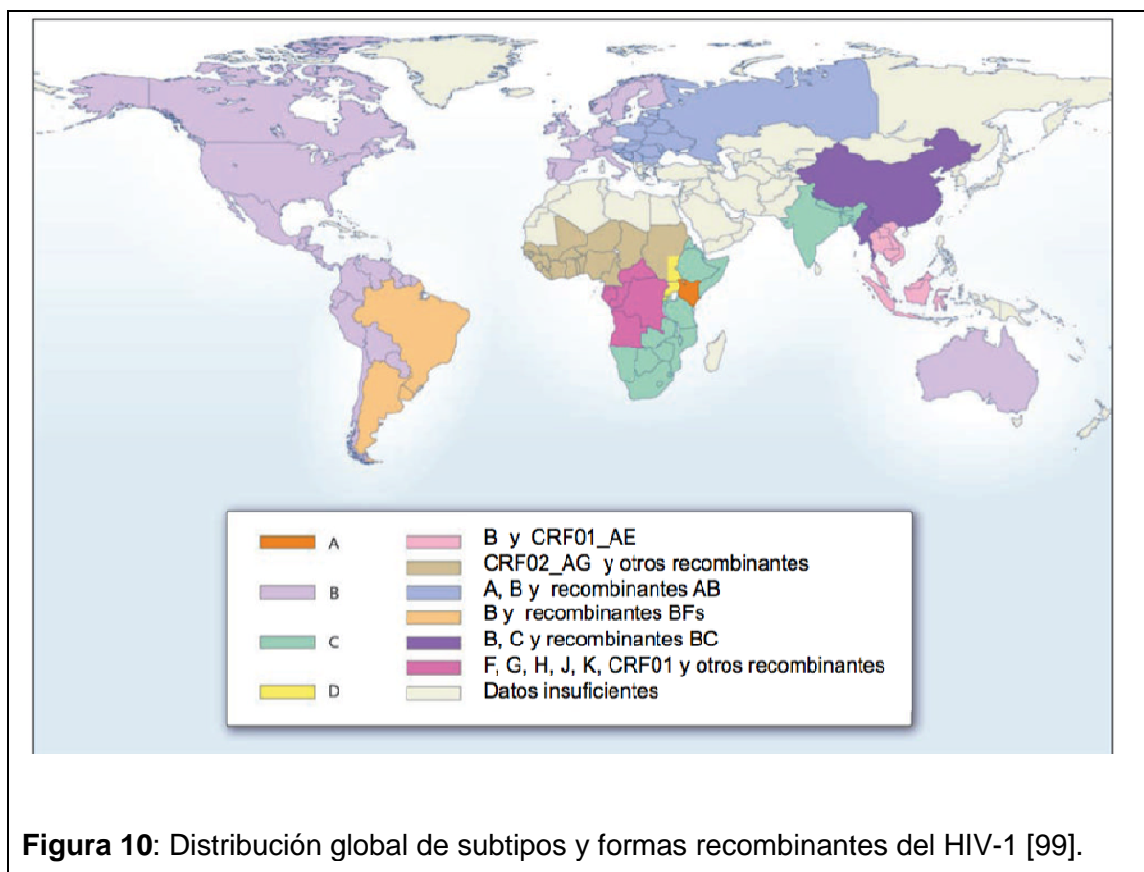 A
B
C
D
B y CRF01_AE
CRF02_AG y otros recombinantes
A, B y recombinantes AB
B y recombinantes BFs
B, C y recombinantes BC
F, G, H, J, K, CRF01 y otros recombinantes
Datos insuficientes
Figura 10: Distribución global de subtipos y formas recombinantes del HIV-1 [99].